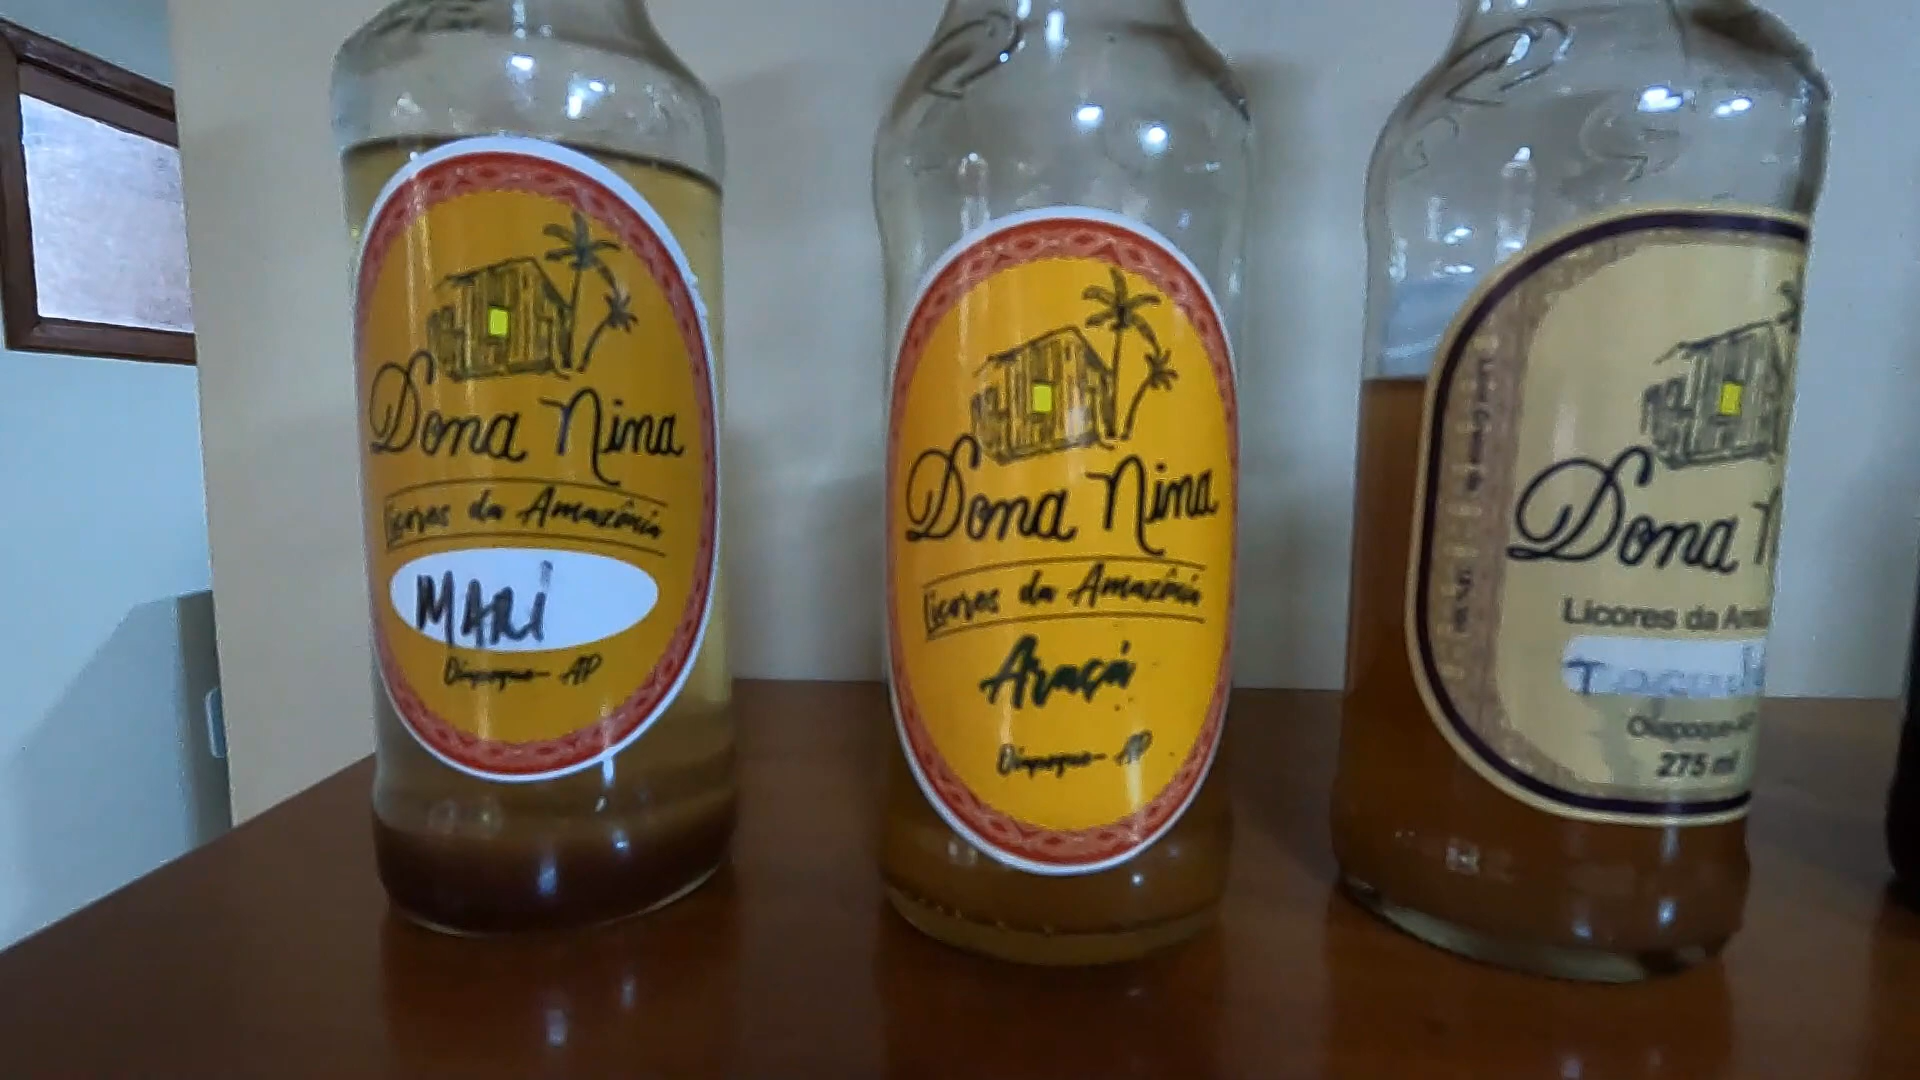 Dona Nina
Licores da Amazônia
MARI
Oiapoque- AP
Dona Nina
Licores da Amazônia
Araçá
Oiapoque- AP
Dona N
Licores da Ama
Oiapoque-A
275 ml